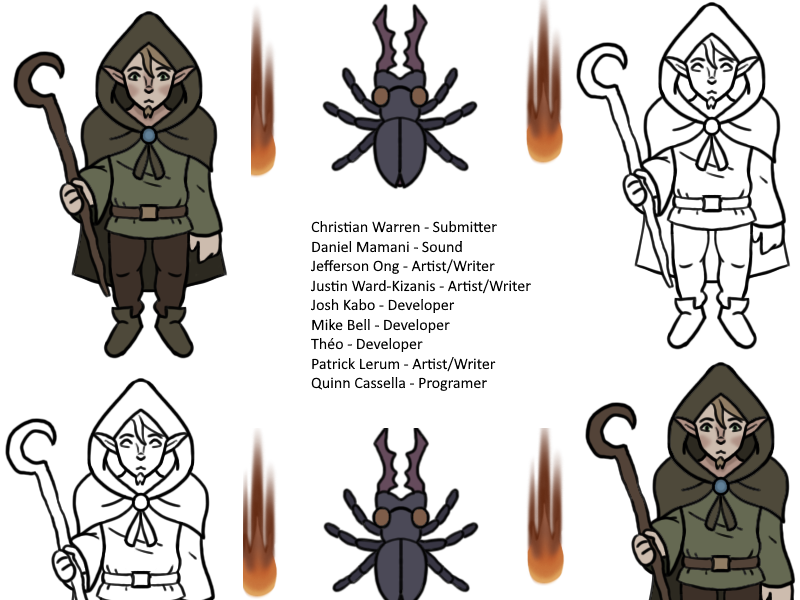 Christian Warren - Submitter
Daniel Mamani - Sound
Jefferson Ong - Artist/Writer
Justin Ward-Kizanis - Artist/Writer
Josh Kabo - Developer
Mike Bell - Developer
Théo - Developer
Patrick Lerum - Artist/Writer
Quinn Cassella - Programer